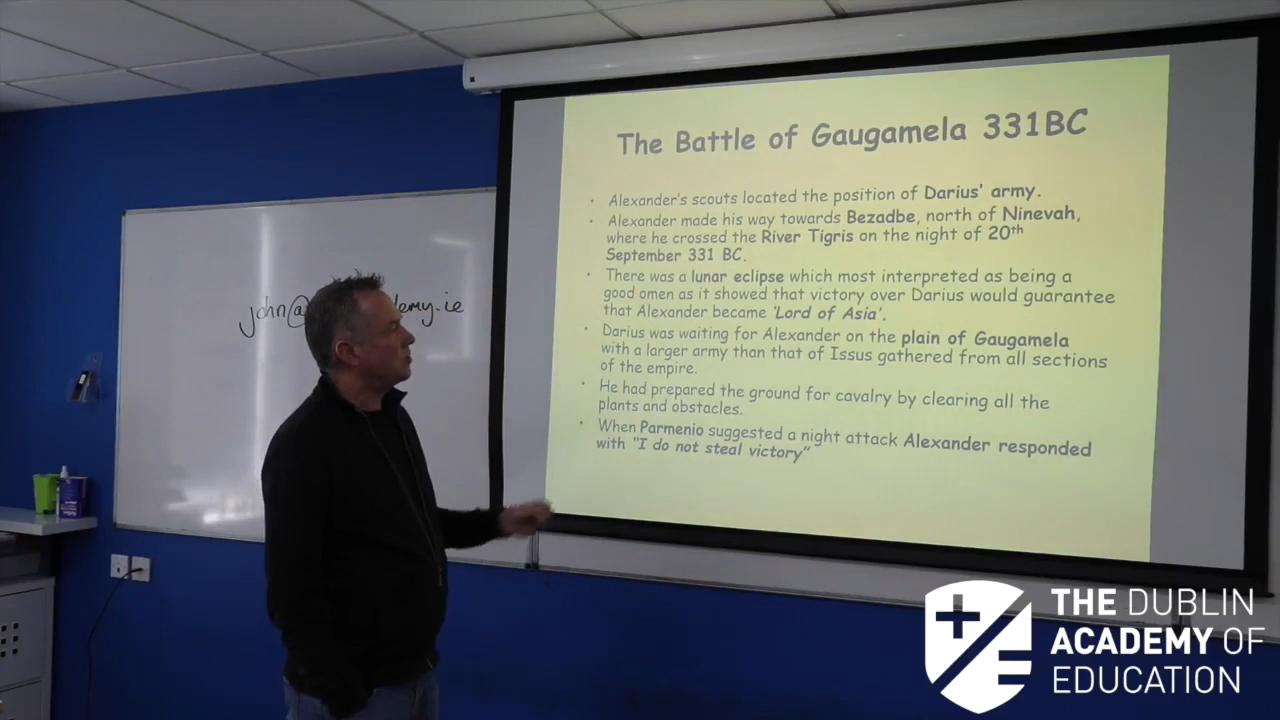 The Battle of Gaugamela 331BC
• Alexander's scouts located the position of Darius' army.
• Alexander made his way towards Bezadbe, north of Ninevah,
where he crossed the River Tigris on the night of 20th
September 331 BC.
• There was a lunar eclipse which most interpreted as being a
good omen as it showed that victory over Darius would guarantee
that Alexander became 'Lord of Asia'.
• Darius was waiting for Alexander on the plain of Gaugamela
with a larger army than that of Issus gathered from all sections
of the empire.
• He had prepared the ground for cavalry by clearing all the
plants and obstacles.
• When Parmenio suggested a night attack Alexander responded
with "I do not steal victory"
john@
THE DUBLIN
ACADEMY OF
EDUCATION